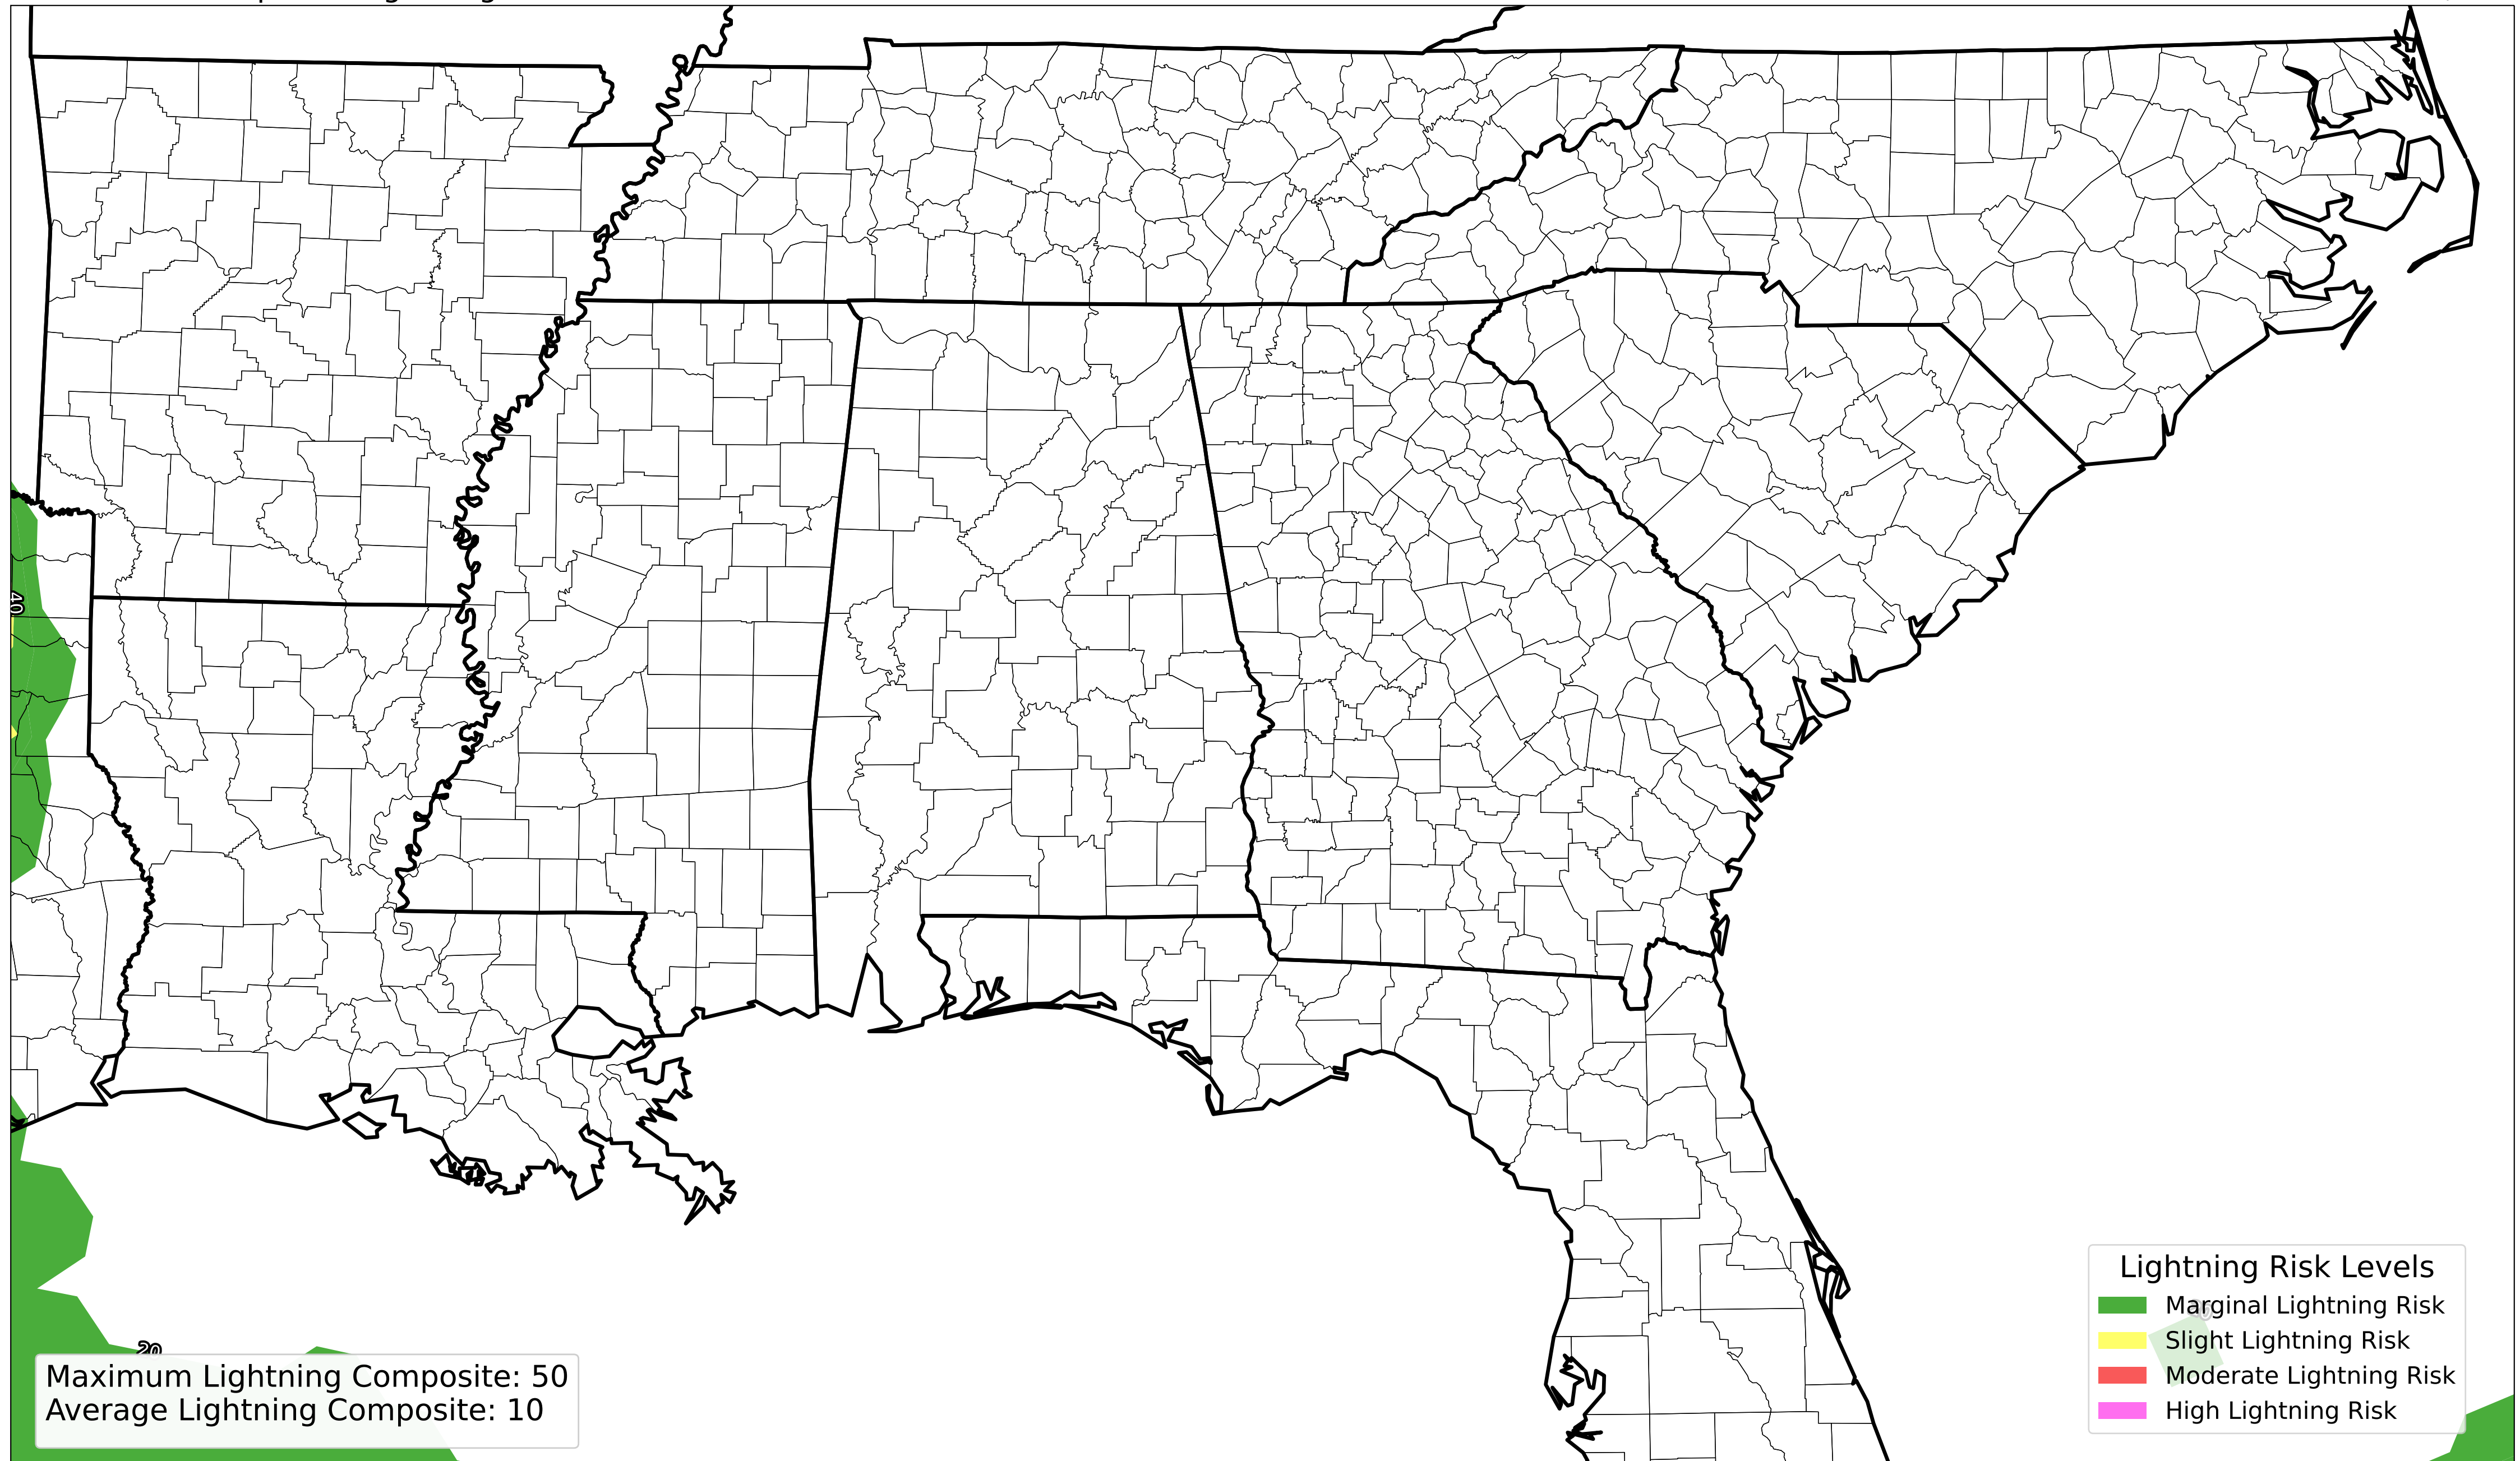 40
20
Maximum Lightning Composite: 50
Average Lightning Composite: 10
Lightning Risk Levels
Marginal Lightning Risk
Slight Lightning Risk
Moderate Lightning Risk
High Lightning Risk